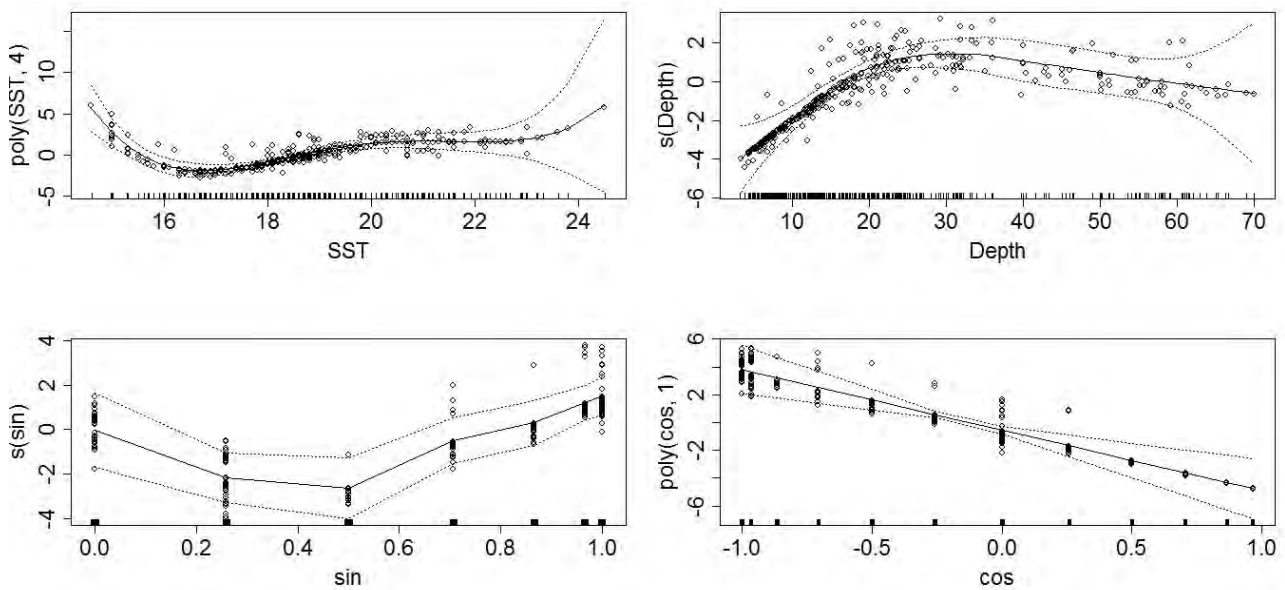 poly(SST, 4)
10
5
0
-5
16 18 20 22 24
SST
s(Depth)
2
0
-2
-4
-6
10 20 30 40 50 60 70
Depth
s(sin)
4
2
0
-2
-4
0.0 0.2 0.4 0.6 0.8 1.0
sin
poly(cos, 1)
6
2
-2
-6
-1.0 -0.5 0.0 0.5 1.0
cos